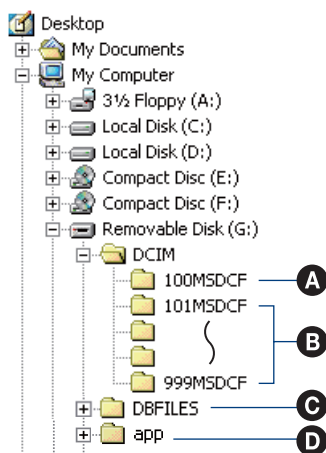 Desktop
My Documents
My Computer
3½ Floppy (A:)
Local Disk (C:)
Local Disk (D:)
Compact Disc (E:)
Compact Disc (F:)
Removable Disk (G:)
DCIM
100MSDCF A
101MSDCF
B
999MSDCF
DBFILES C
app D